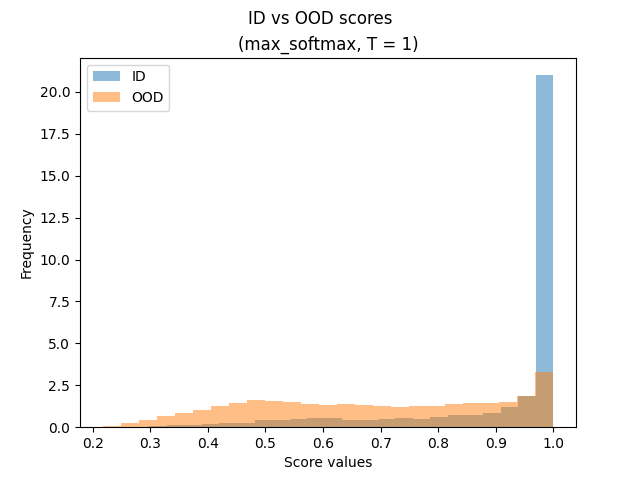 ID vs OOD scores
(max_softmax, T = 1)
ID
OOD
20.0
17.5
15.0
12.5
10.0
7.5
5.0
2.5
0.0
Frequency
0.2 0.3 0.4 0.5 0.6 0.7 0.8 0.9 1.0
Score values